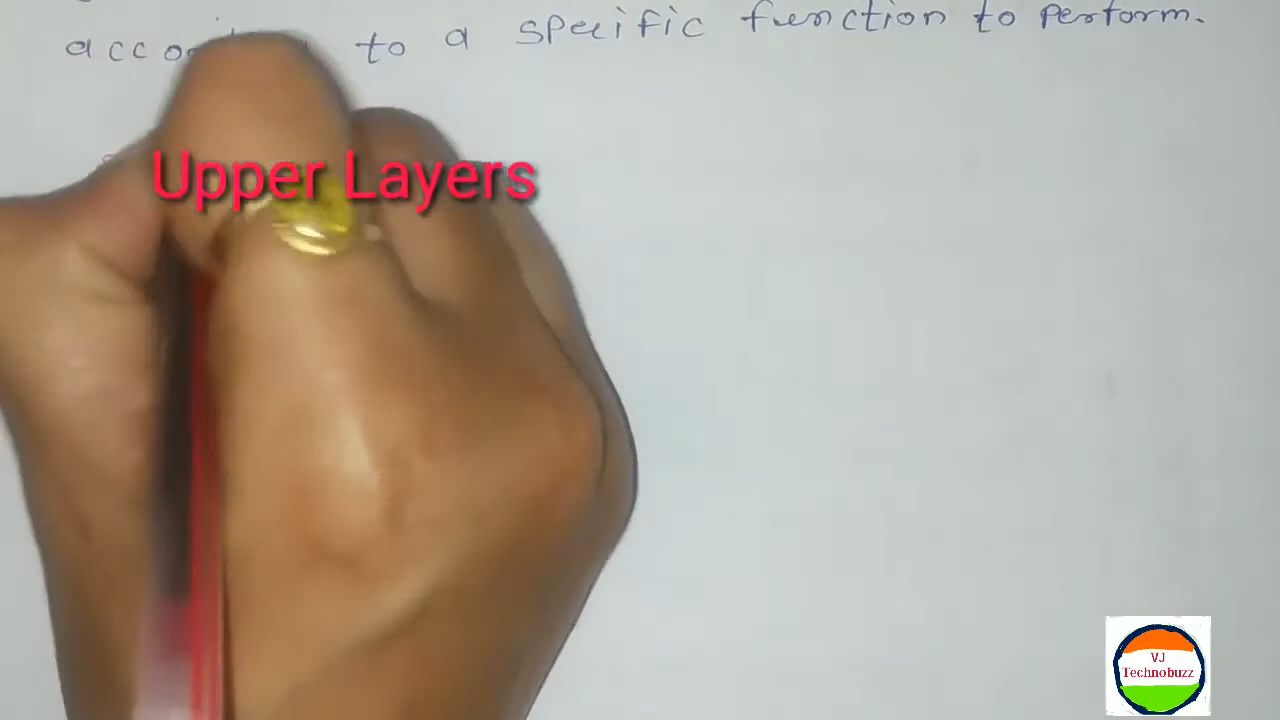 to a specific function to perform.
Upper Layers
VJ
Technobuzz